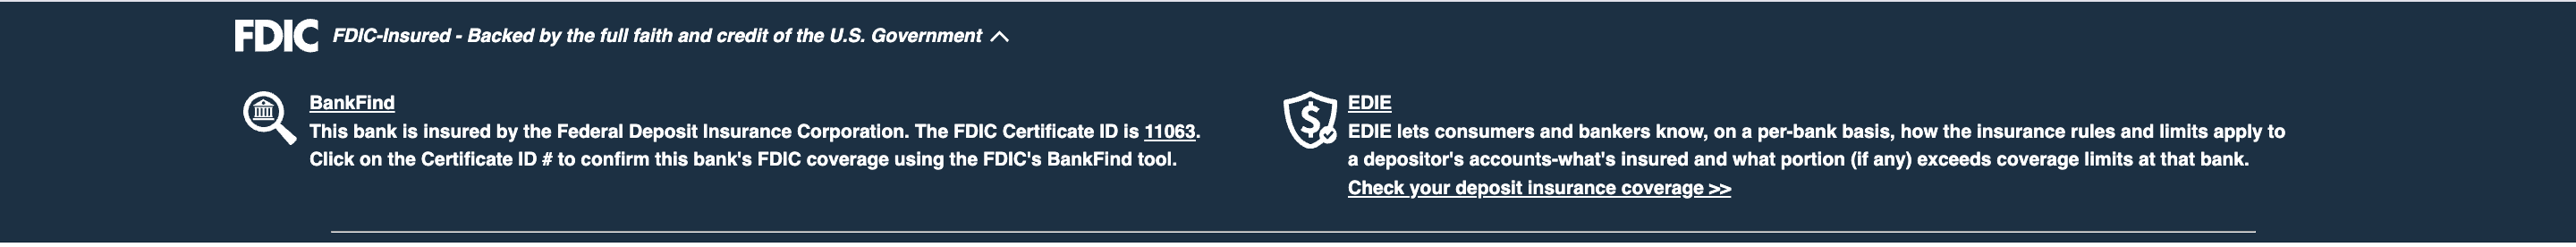 FDIC FDIC-Insured - Backed by the full faith and credit of the U.S. Government
BankFind
This bank is insured by the Federal Deposit Insurance Corporation. The FDIC Certificate ID is 11063.
Click on the Certificate ID # to confirm this bank's FDIC coverage using the FDIC's BankFind tool.
EDIE
EDIE lets consumers and bankers know, on a per-bank basis, how the insurance rules and limits apply to
a depositor's accounts-what's insured and what portion (if any) exceeds coverage limits at that bank.
Check your deposit insurance coverage >>